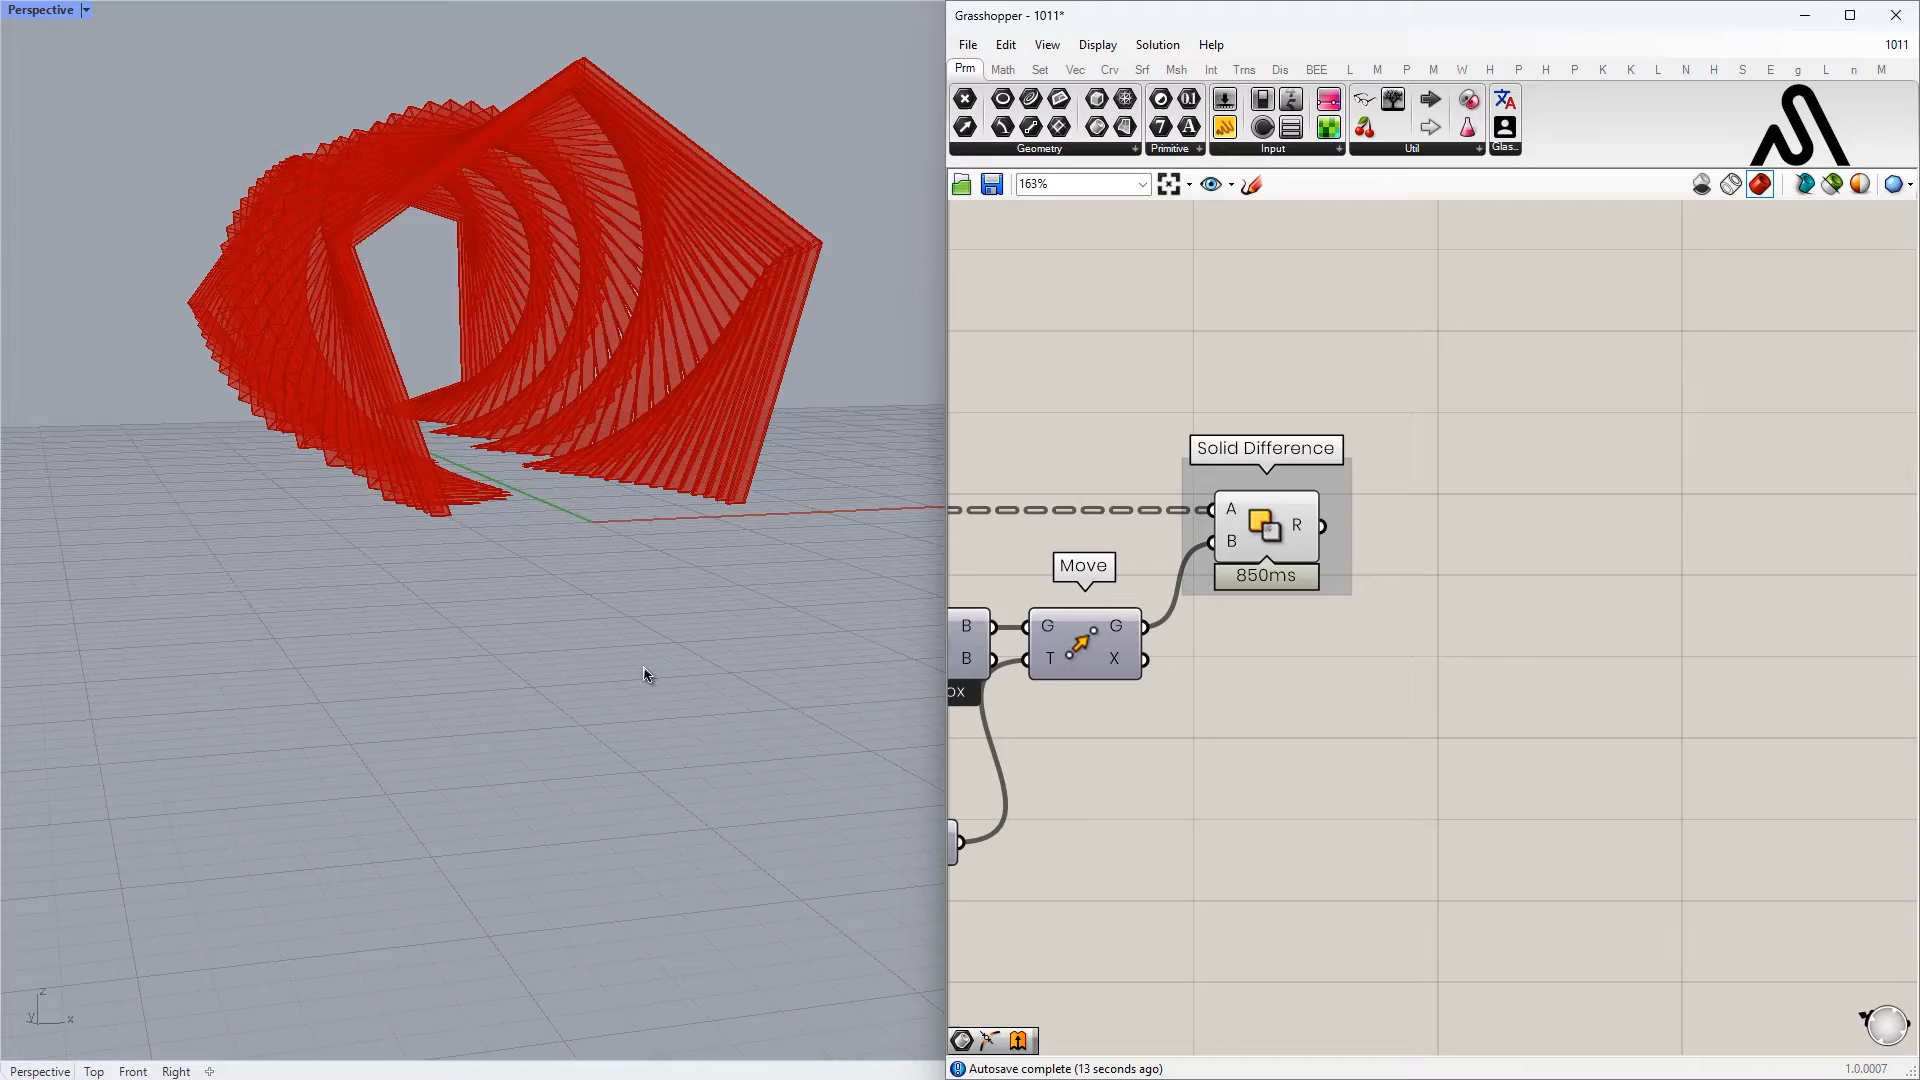 Perspective
Grasshopper - 1011*
File Edit View Display Solution Help 1011
Prm Math Set Vec Crv Srf Msh Int Trns Dis BEE L M P M W H P H P K K L N H S E g L n M
Geometry Primitive Input Util Glas..
163%
Solid Difference
A B R
850ms
Move
B B G T G X
ox
z
y x
Perspective Top Front Right
Autosave complete (13 seconds ago) 1.0.0007